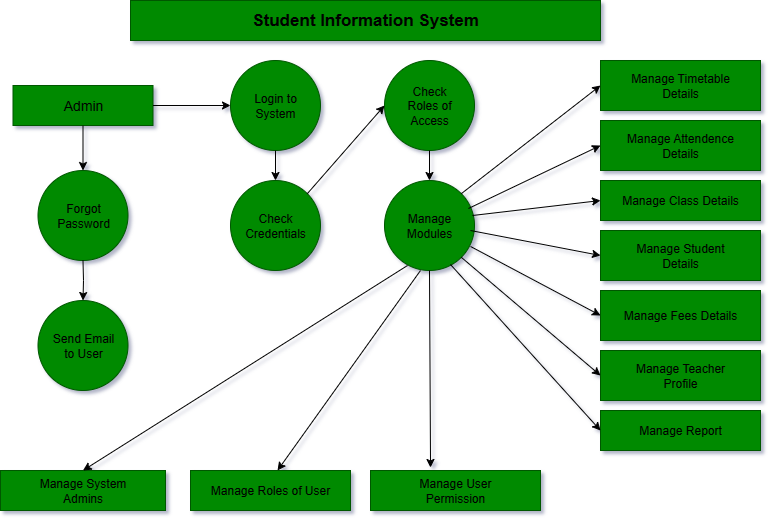 Student Information System
Admin
Login to
System
Check
Roles of
Access
Forgot
Password
Check
Credentials
Manage
Modules
Send Email
to User
Manage Timetable
Details
Manage Attendence
Details
Manage Class Details
Manage Student
Details
Manage Fees Details
Manage Teacher
Profile
Manage Report
Manage System
Admins
Manage Roles of User
Manage User
Permission